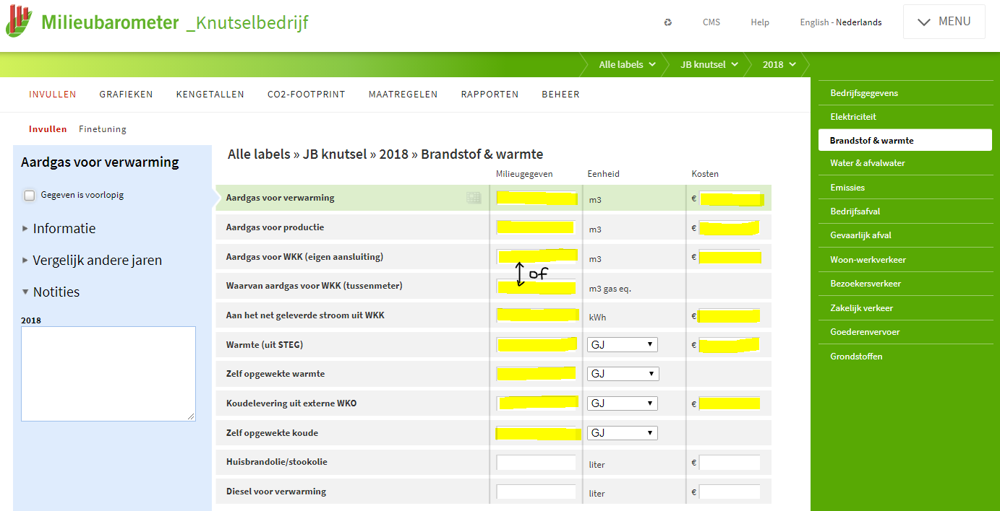 Milieubarometer _Knutselbedrijf
CMS Help English - Nederlands MENU
Alle labels JB knutsel 2018
INVULLEN GRAFIEKEN KENGETALLEN CO2-FOOTPRINT MAATREGELEN RAPPORTEN BEHEER
Invullen Finetuning
Aardgas voor verwarming
Gegeven is voorlopig
Informatie
Vergelijk andere jaren
Notities
2018
Alle labels » JB knutsel » 2018 » Brandstof & warmte
Milieugegeven Eenheid Kosten
Aardgas voor verwarming m3 €
Aardgas voor productie m3 €
Aardgas voor WKK (eigen aansluiting) m3 €
of
Waarvan aardgas voor WKK (tussenmeter) m3 gas eq.
Aan het net geleverde stroom uit WKK kWh €
Warmte (uit STEG) GJ €
Zelf opgewekte warmte GJ
Koudelevering uit externe WKO GJ €
Zelf opgewekte koude GJ
Huisbrandolie/stookolie liter €
Diesel voor verwarming liter €
Bedrijfsgegevens
Elektriciteit
Brandstof & warmte
Water & afvalwater
Emissies
Bedrijfsafval
Gevaarlijk afval
Woon-werkverkeer
Bezoekersverkeer
Zakelijk verkeer
Goederenvervoer
Grondstoffen